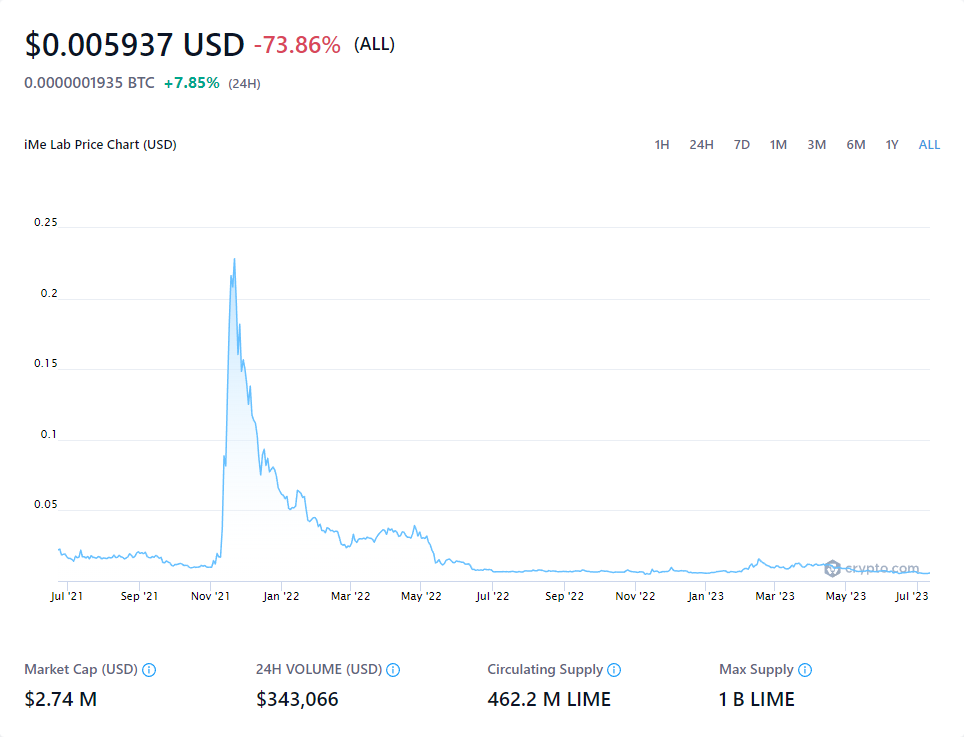 $0.005937 USD -73.86% (ALL)
0.0000001935 BTC +7.85% (24H)
iMe Lab Price Chart (USD) 1H 24H 7D 1M 3M 6M 1Y ALL
0.25
0.2
0.15
0.1
0.05
crypto.com
Jul '21 Sep '21 Nov '21 Jan '22 Mar '22 May '22 Jul '22 Sep '22 Nov '22 Jan '23 Mar '23 May '23 Jul '23
Market Cap (USD) 24H VOLUME (USD) Circulating Supply Max Supply
$2.74 M $343,066 462.2 M LIME 1 B LIME